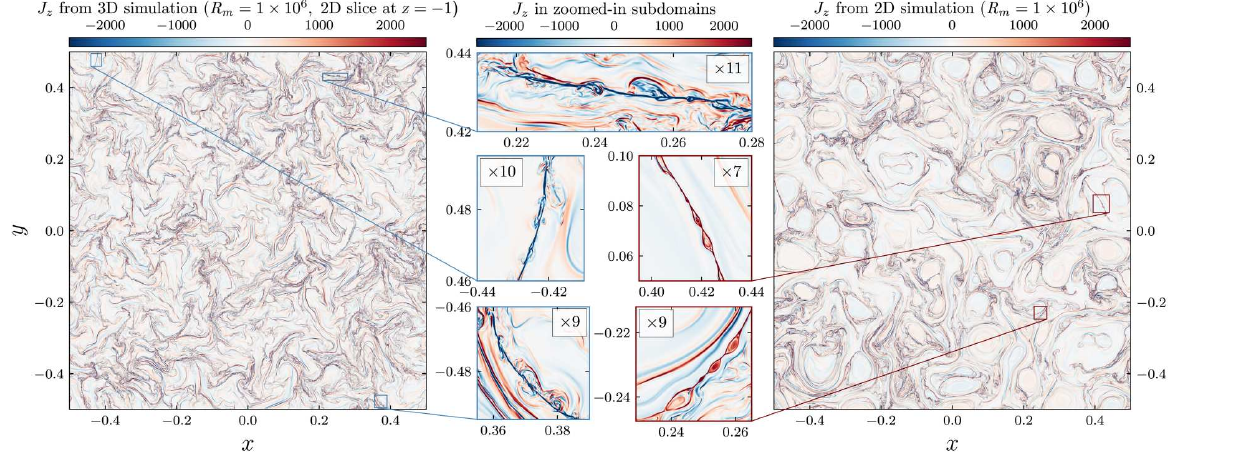 J_z from 3D simulation (R_m = 1 × 10^6, 2D slice at z = −1)
−2000 −1000 0 1000 2000
J_z in zoomed-in subdomains
−2000 −1000 0 1000 2000
J_z from 2D simulation (R_m = 1 × 10^6)
−2000 −1000 0 1000 2000
y
0.4
0.2
0.0
−0.2
−0.4
−0.4 −0.2 0.0 0.2 0.4
x
×11
0.44
0.42
0.22 0.24 0.26 0.28
×10
0.48
0.46
−0.44 −0.42
×7
0.10
0.08
0.06
0.40 0.42 0.44
×9
−0.46
−0.48
0.36 0.38
×9
−0.22
−0.24
0.24 0.26
0.4
0.2
0.0
−0.2
−0.4
−0.4 −0.2 0.0 0.2 0.4
x